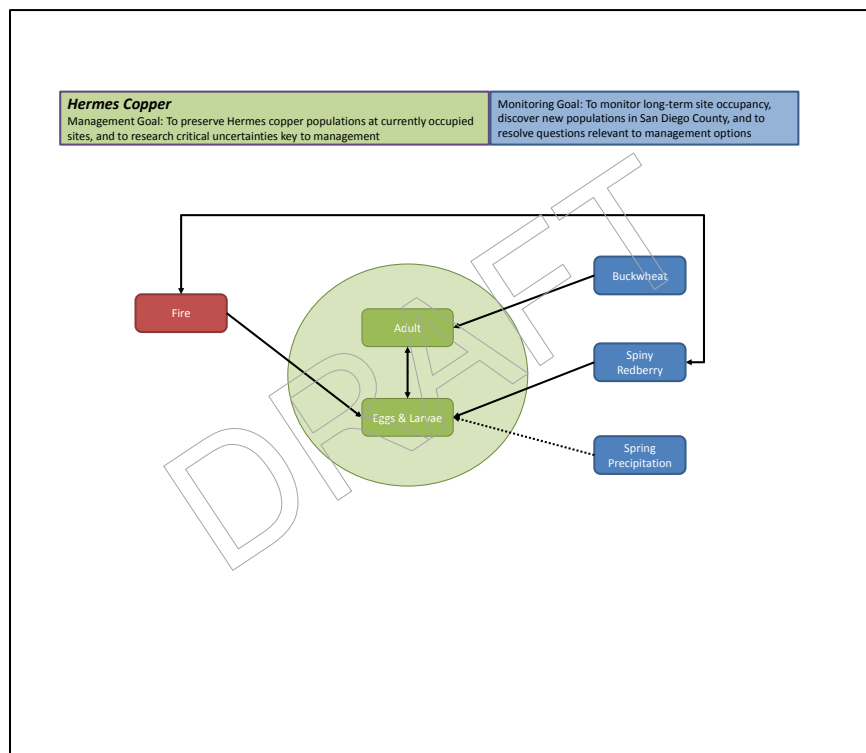 Hermes Copper
Management Goal: To preserve Hermes copper populations at currently occupied
sites, and to research critical uncertainties key to management
Monitoring Goal: To monitor long-term site occupancy,
discover new populations in San Diego County, and to
resolve questions relevant to management options
Fire
Adult
Eggs & Larvae
Buckwheat
Spiny
Redberry
Spring
Precipitation
DRAFT